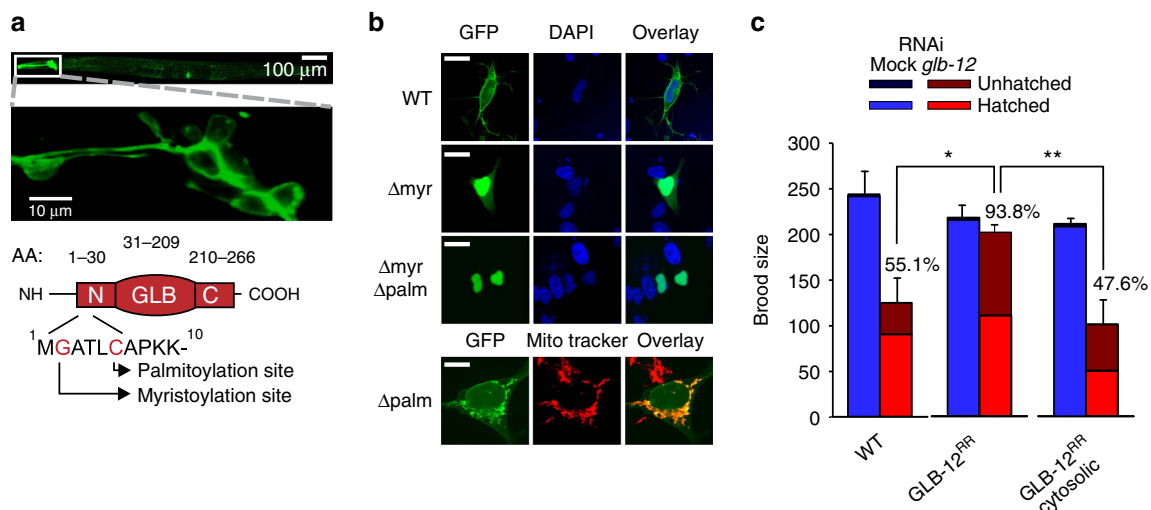 a
100 μm
10 μm
AA:
1–30
31–209
210–266
NH
N
GLB
C
COOH
1MGATLCAPKK-10
Palmitoylation site
Myristoylation site
b
GFP DAPI Overlay
WT
Δmyr
Δmyr
Δpalm
GFP Mito tracker Overlay
Δpalm
c
RNAi
Mock glb-12
Unhatched
Hatched
Brood size
300
250
200
150
100
50
0
*
**
55.1%
93.8%
47.6%
WT
GLB-12RR
GLB-12RR
cytosolic